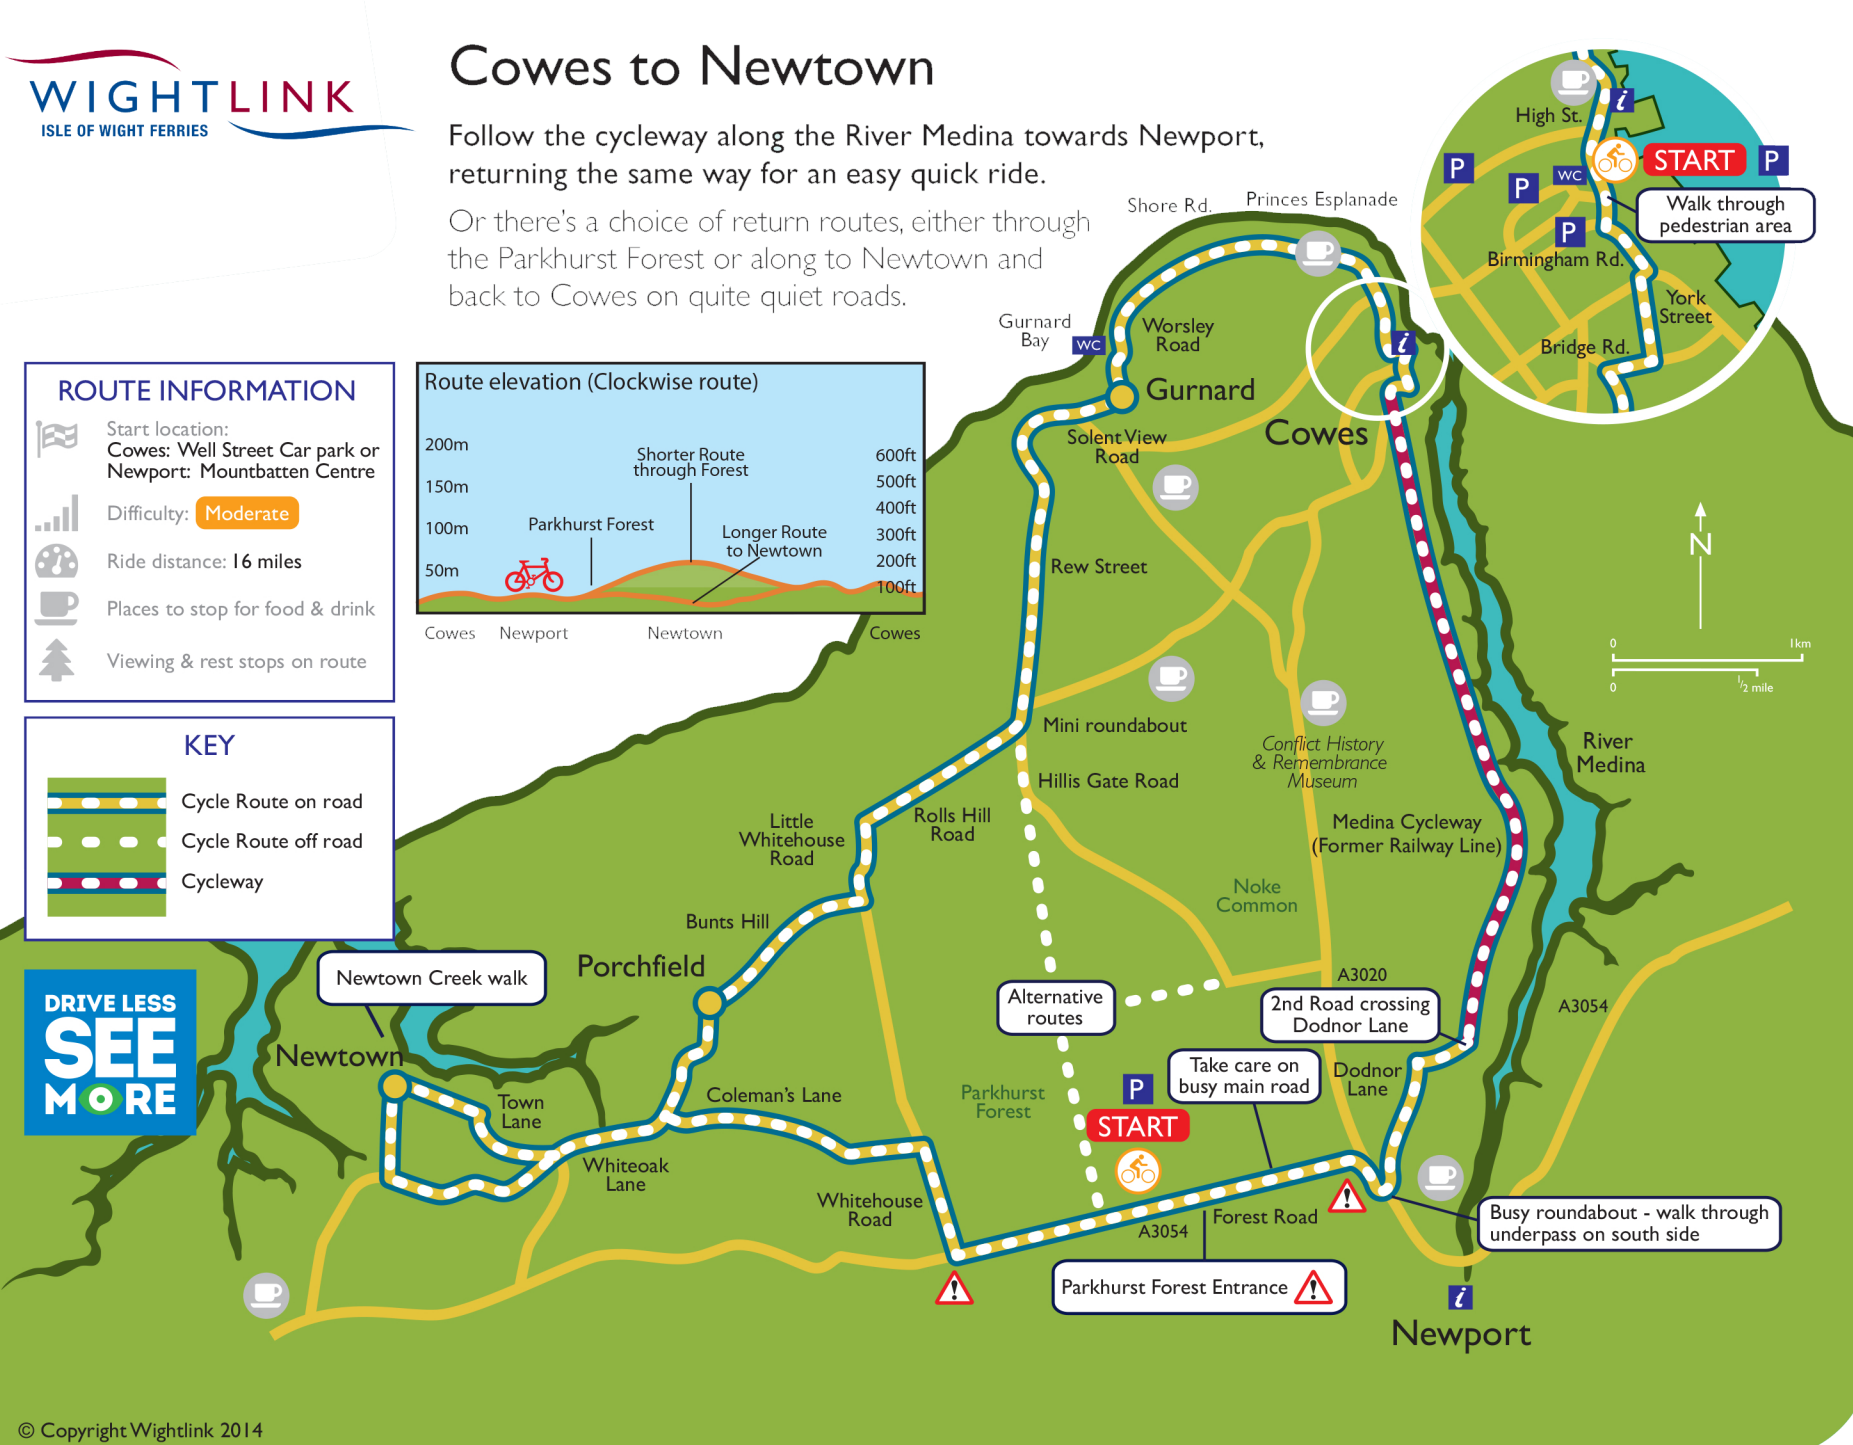 WIGHTLINK
ISLE OF WIGHT FERRIES
Cowes to Newtown
Follow the cycleway along the River Medina towards Newport,
returning the same way for an easy quick ride.
Or there's a choice of return routes, either through
the Parkhurst Forest or along to Newtown and
back to Cowes on quite quiet roads.
ROUTE INFORMATION
Start location:
Cowes: Well Street Car park or
Newport: Mountbatten Centre
Difficulty: Moderate
Ride distance: 16 miles
Places to stop for food & drink
Viewing & rest stops on route
KEY
Cycle Route on road
Cycle Route off road
Cycleway
DRIVE LESS
SEE
MORE
Route elevation (Clockwise route)
200m
150m
100m
50m
600ft
500ft
400ft
300ft
200ft
100ft
Shorter Route
through Forest
Parkhurst Forest
Longer Route
to Newtown
Cowes
Newport
Newtown
Cowes
High St.
i
START
P
P
P
WC
P
Walk through
pedestrian area
Birmingham Rd.
York
Street
Bridge Rd.
Shore Rd.
Princes Esplanade
Gurnard
Bay
WC
Worsley
Road
i
Gurnard
Cowes
Solent View
Road
Rew Street
N
0
1km
0
1/2 mile
Mini roundabout
Hillis Gate Road
Conflict History
& Remembrance
Museum
River
Medina
Rolls Hill
Road
Little
Whitehouse
Road
Medina Cycleway
(Former Railway Line)
Noke
Common
Bunts Hill
Porchfield
Newtown Creek walk
Newtown
Alternative
routes
A3020
2nd Road crossing
Dodnor Lane
A3054
Take care on
busy main road
Dodnor
Lane
Town
Lane
Coleman's Lane
Parkhurst
Forest
P
START
Whiteoak
Lane
Whitehouse
Road
A3054
Forest Road
!
Busy roundabout - walk through
underpass on south side
!
Parkhurst Forest Entrance !
i
Newport
© Copyright Wightlink 2014